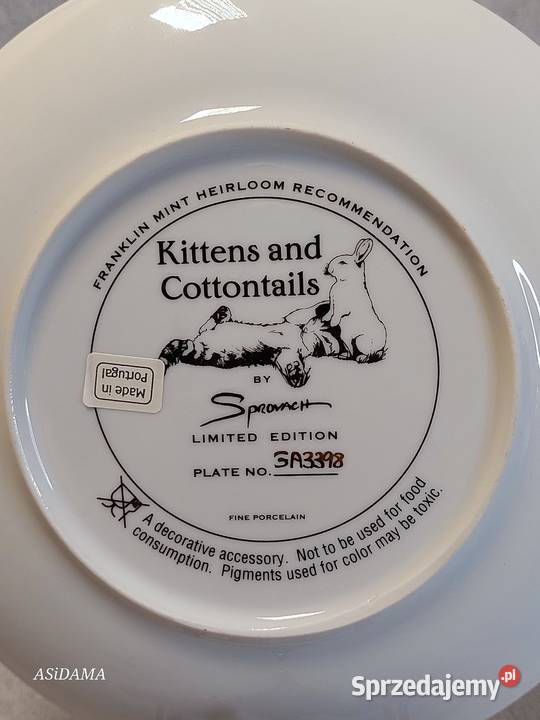 FRANKLIN MINT HEIRLOOM RECOMMENDATION
Kittens and
Cottontails
BY
SPROVACH
LIMITED EDITION
PLATE NO. SA3398
FINE PORCELAIN
Made in
Portugal
A decorative accessory. Not to be used for food
consumption. Pigments used for color may be toxic.
ASiDAMA
Sprzedajemy.pl